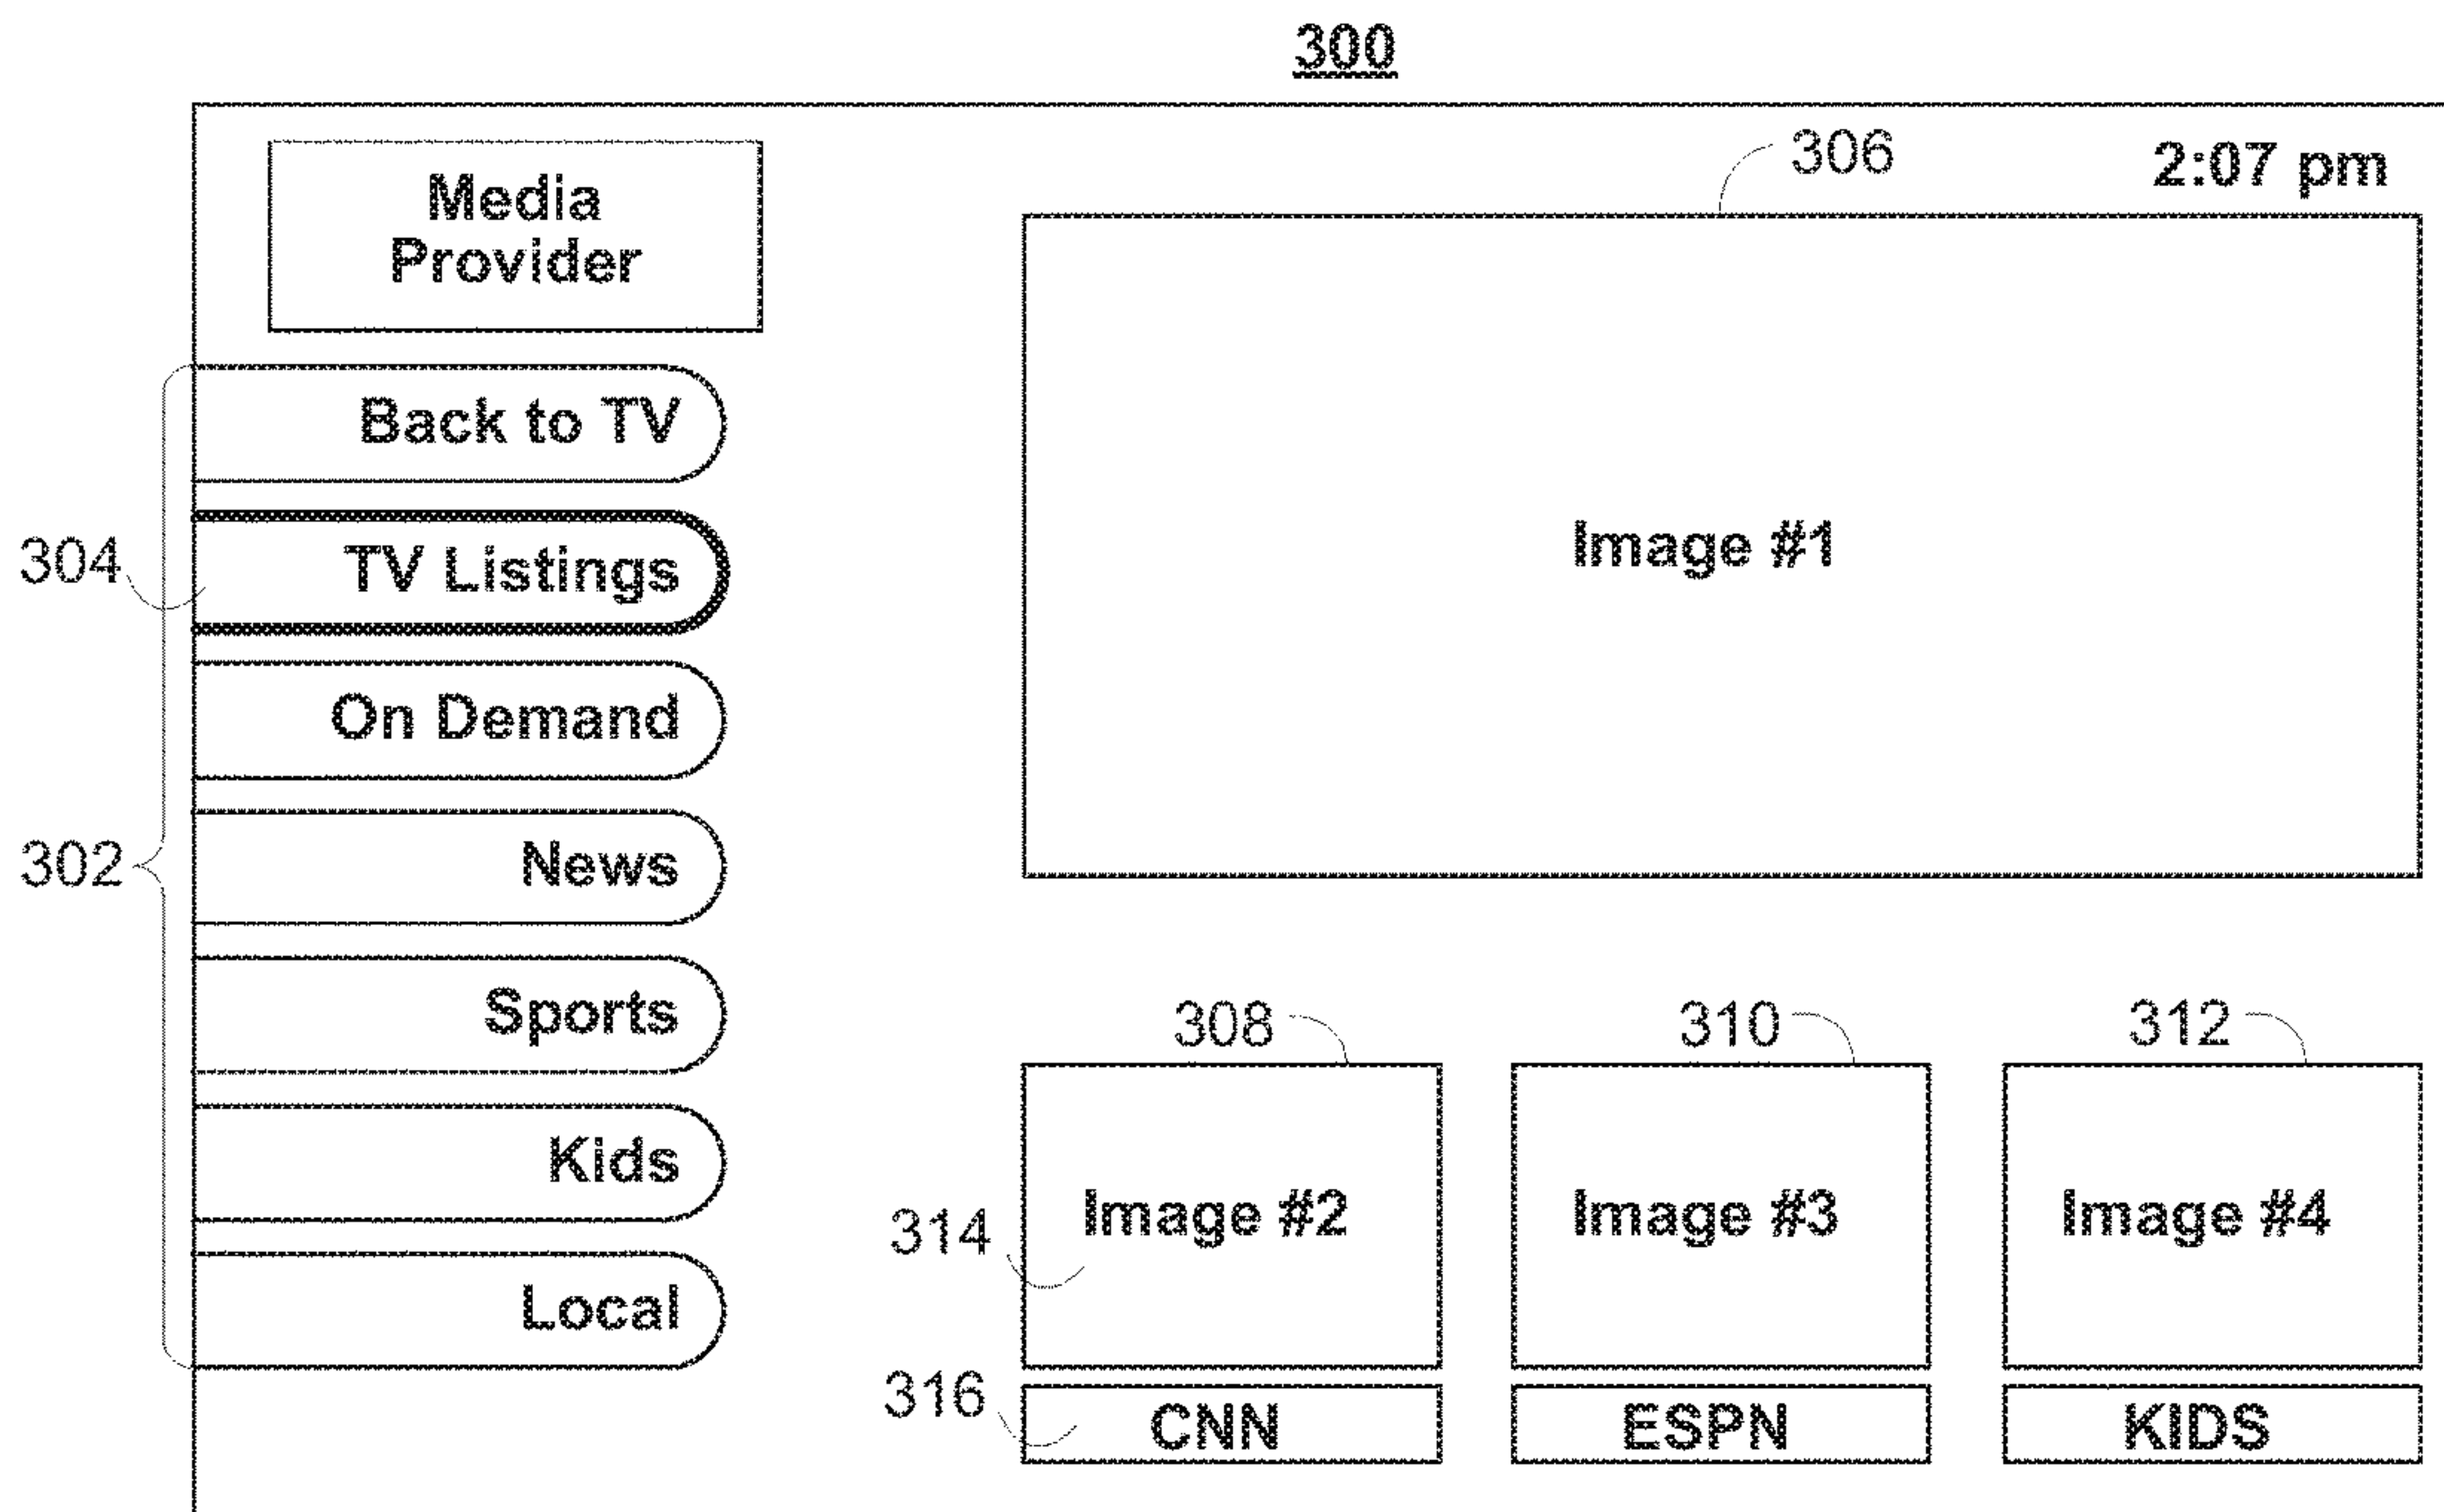 300
306
2:07 pm
Media
Provider
Back to TV
304
TV Listings
Image #1
On Demand
302
News
Sports
Kids
Local
308
310
312
314
Image #2
Image #3
Image #4
316
CNN
ESPN
KIDS